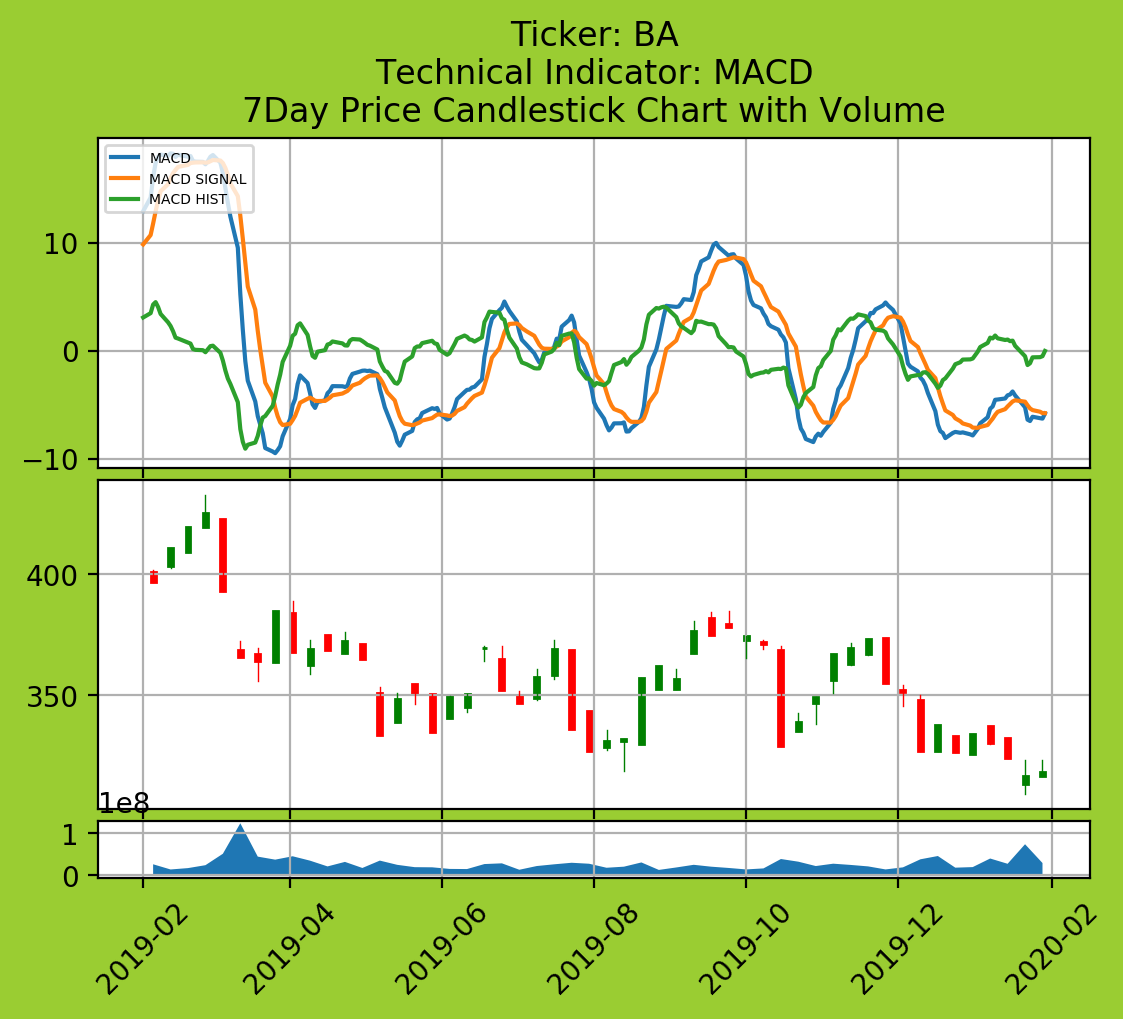 Ticker: BA
Technical Indicator: MACD
7Day Price Candlestick Chart with Volume
MACD
MACD SIGNAL
MACD HIST
10
0
−10
400
350
1e8
1
0
2019-02
2019-04
2019-06
2019-08
2019-10
2019-12
2020-02